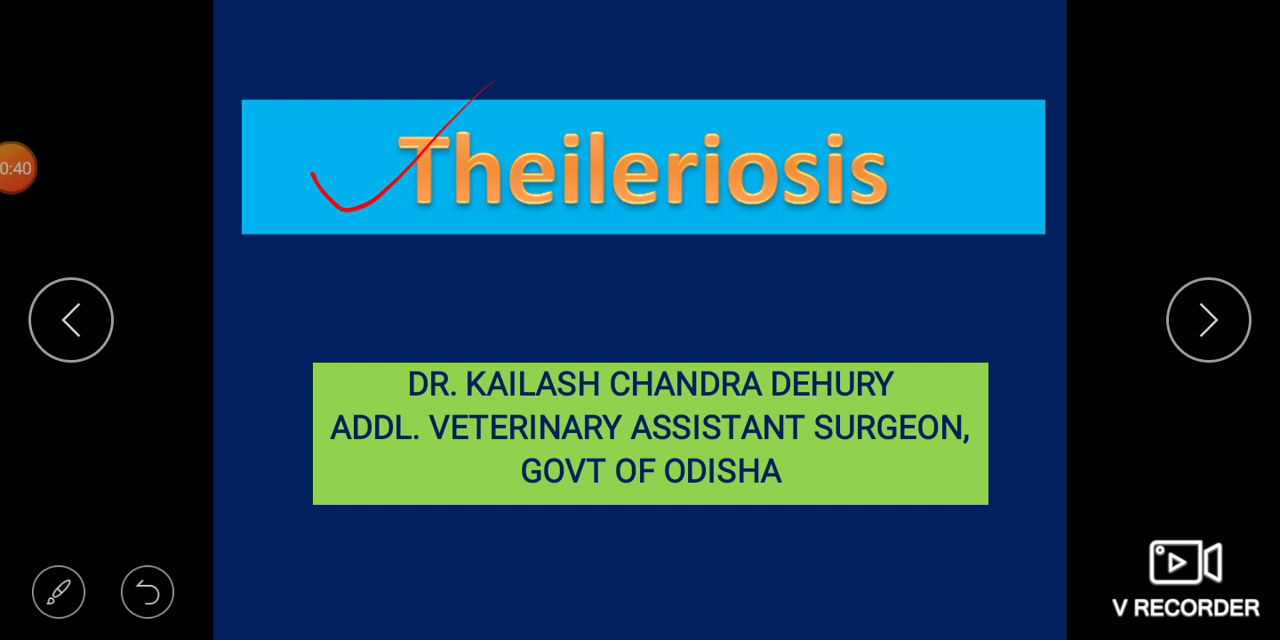 Theileriosis
0:40
DR. KAILASH CHANDRA DEHURY
ADDL. VETERINARY ASSISTANT SURGEON,
GOVT OF ODISHA
V RECORDER